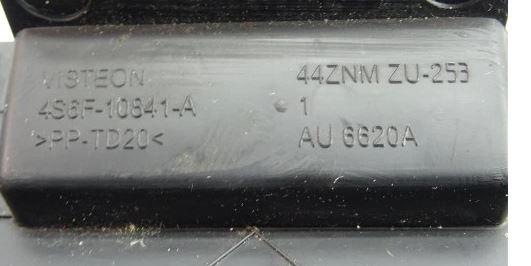 VISTEON
4S6F-10841-A
>PP-TD20<
44ZNM ZU-253
1
AU 6620A